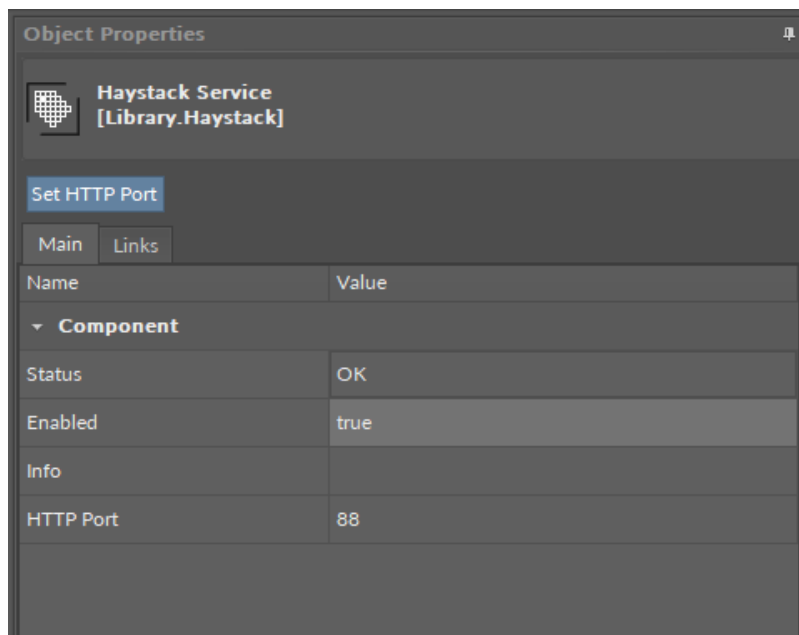 Object Properties
Haystack Service
[Library.Haystack]
Set HTTP Port
Main Links
Name Value
Component
Status OK
Enabled true
Info
HTTP Port 88